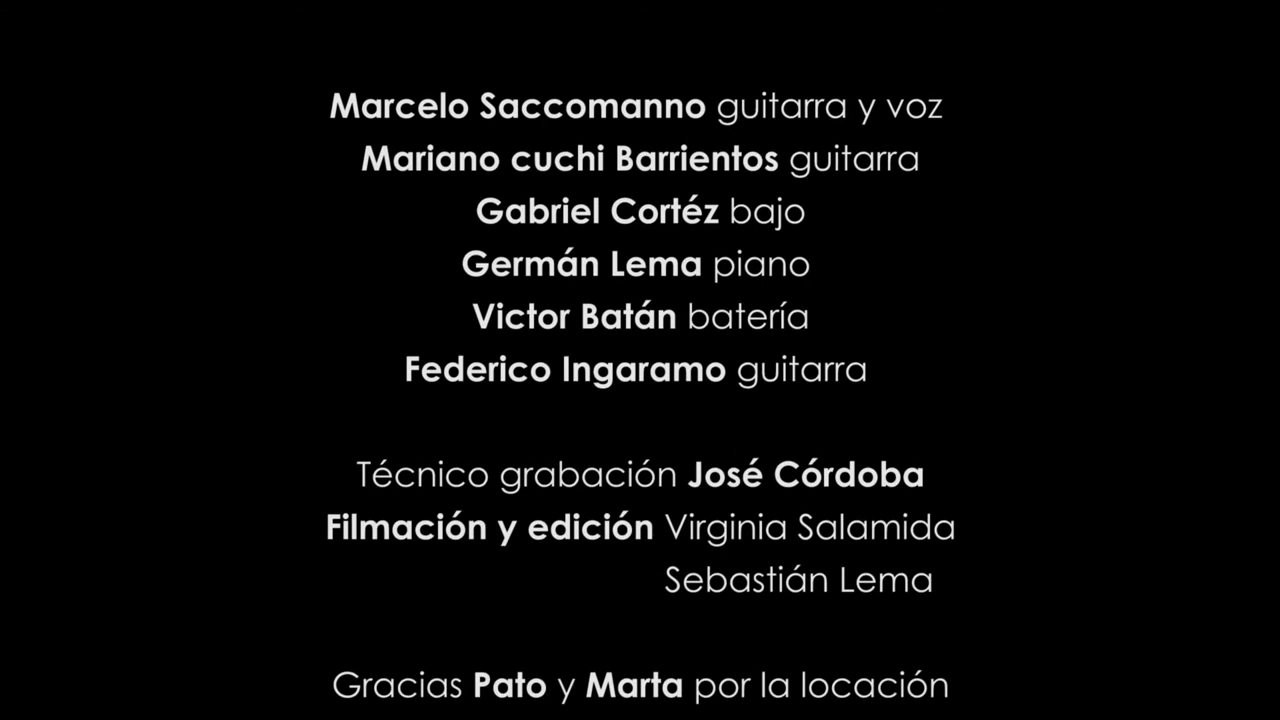 Marcelo Saccomanno guitarra y voz
Mariano cuchi Barrientos guitarra
Gabriel Cortéz bajo
Germán Lema piano
Victor Batán batería
Federico Ingaramo guitarra
Técnico grabación José Córdoba
Filmación y edición Virginia Salamida
Sebastián Lema
Gracias Pato y Marta por la locación